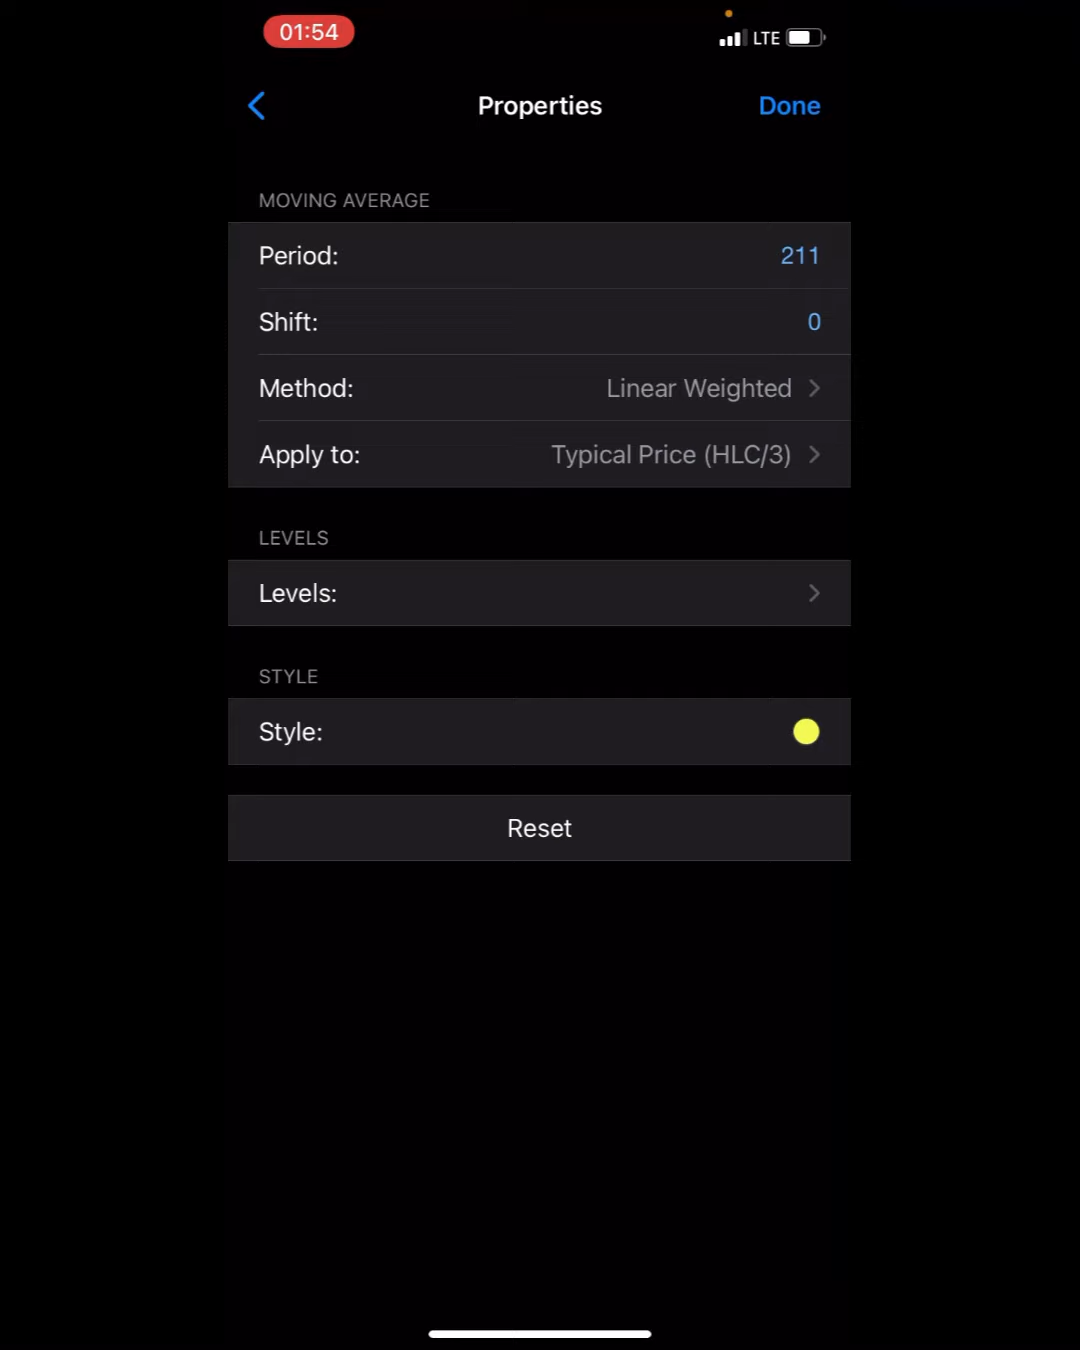 01:54
LTE
Properties
Done
MOVING AVERAGE
Period: 211
Shift: 0
Method: Linear Weighted
Apply to: Typical Price (HLC/3)
LEVELS
Levels:
STYLE
Style:
Reset